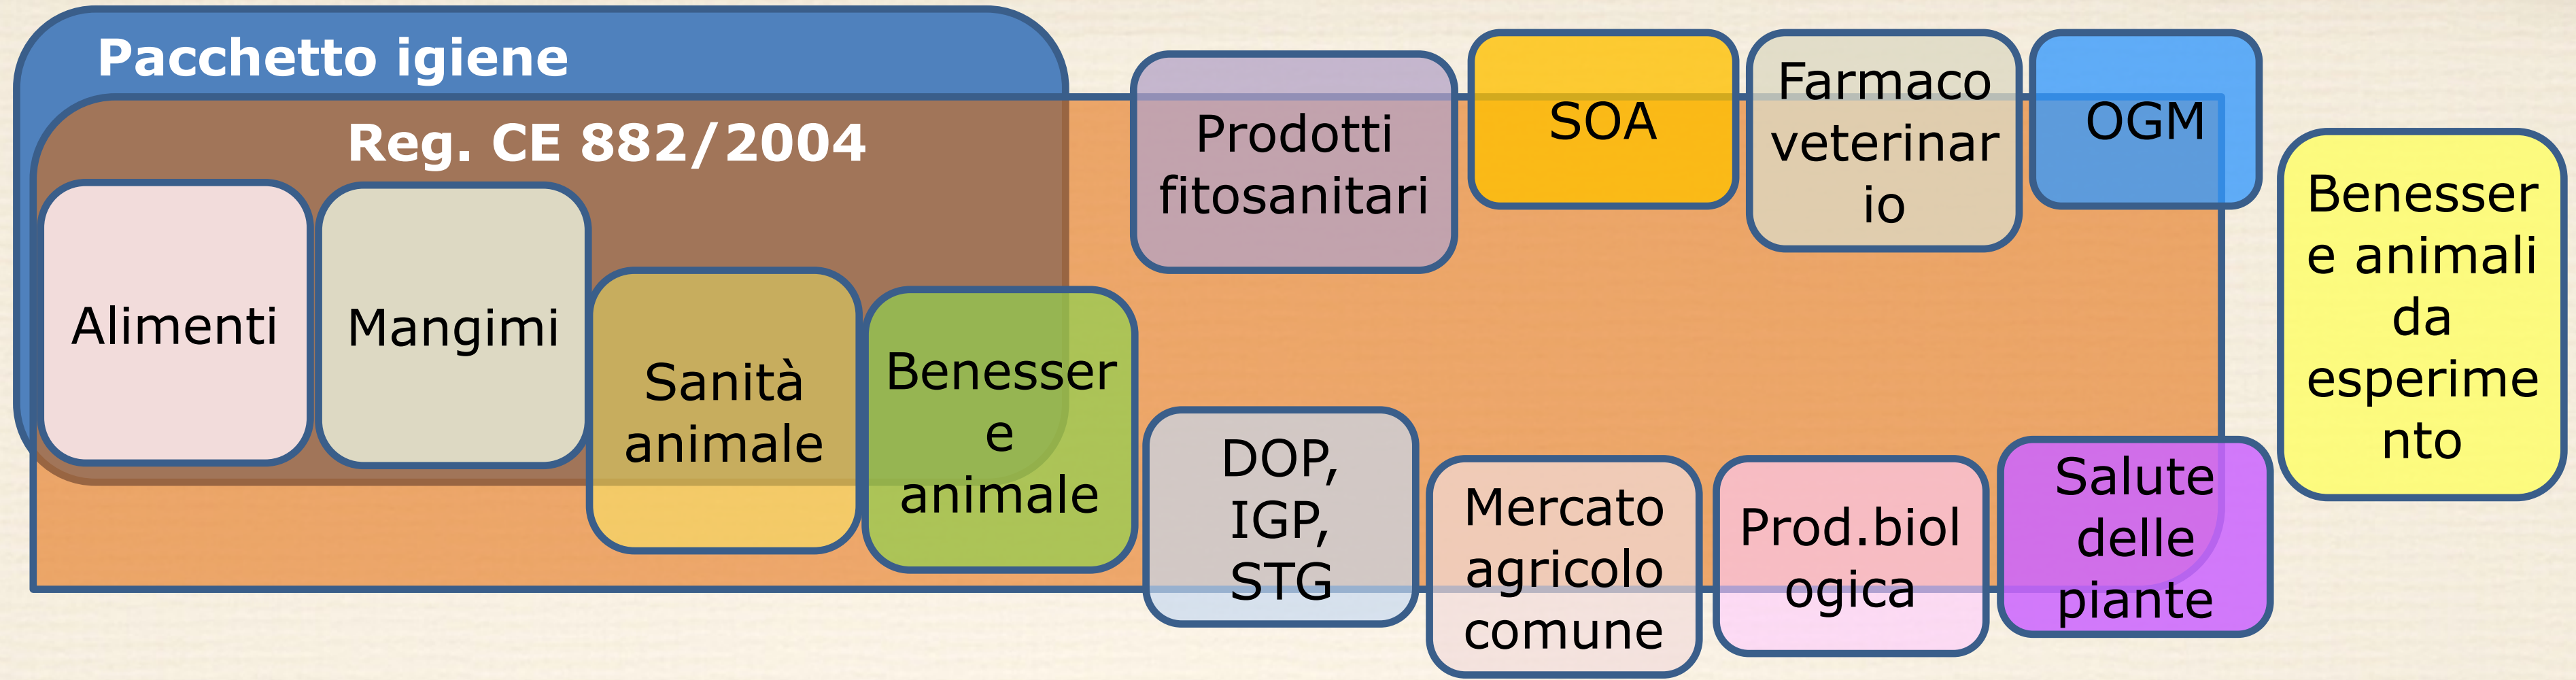 Pacchetto igiene
Reg. CE 882/2004
Alimenti
Mangimi
Sanità
animale
Benesser
e
animale
Prodotti
fitosanitari
SOA
Farmaco
veterinar
io
OGM
Benesser
e animali
da
esperime
nto
DOP,
IGP,
STG
Mercato
agricolo
comune
Prod.biol
ogica
Salute
delle
piante